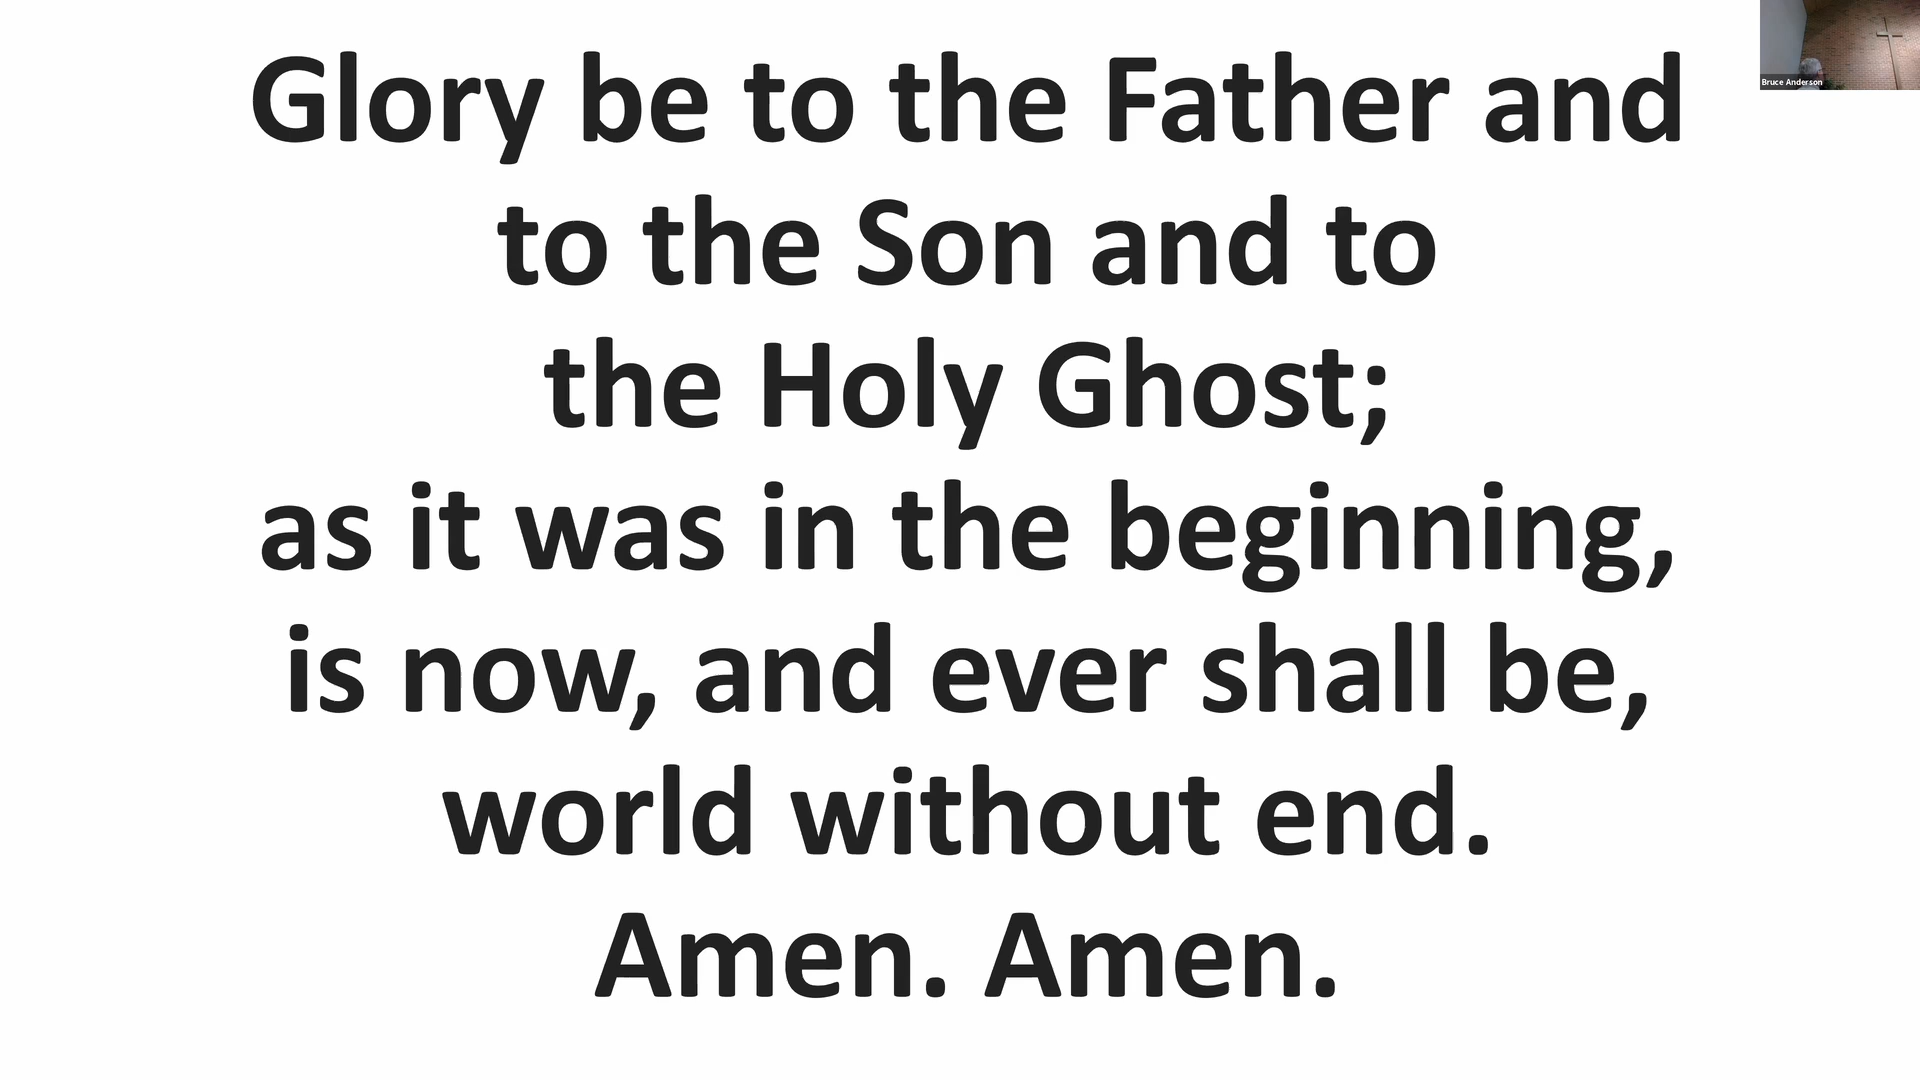 Glory be to the Father and
to the Son and to
the Holy Ghost;
as it was in the beginning,
is now, and ever shall be,
world without end.
Amen. Amen.
Bruce Anderson